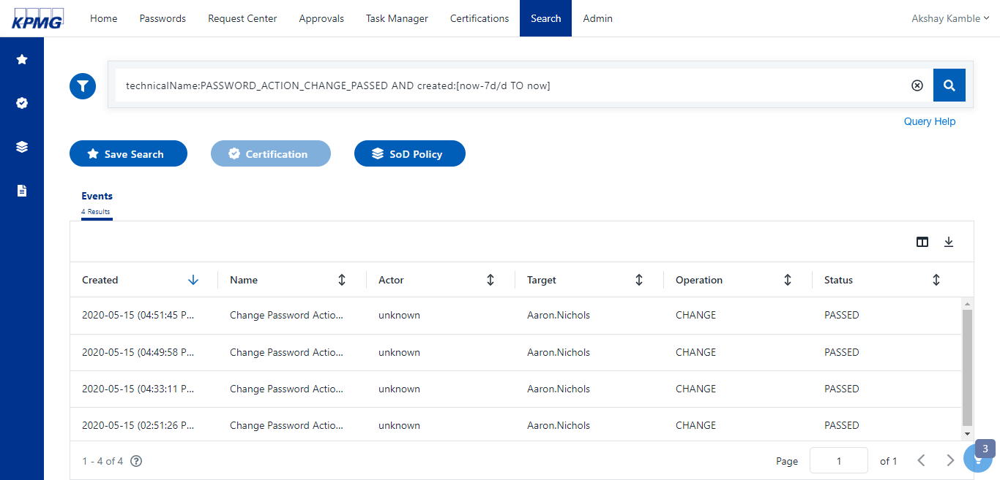 KPMG Home Passwords Request Center Approvals Task Manager Certifications Search Admin Akshay Kamble
technicalName:PASSWORD_ACTION_CHANGE_PASSED AND created:[now-7d/d TO now]
Query Help
Save Search Certification SoD Policy
Events
4 Results
Created Name Actor Target Operation Status
2020-05-15 (04:51:45 P... Change Password Actio... unknown Aaron.Nichols CHANGE PASSED
2020-05-15 (04:49:58 P... Change Password Actio... unknown Aaron.Nichols CHANGE PASSED
2020-05-15 (04:33:11 P... Change Password Actio... unknown Aaron.Nichols CHANGE PASSED
2020-05-15 (02:51:26 P... Change Password Actio... unknown Aaron.Nichols CHANGE PASSED
3
1 - 4 of 4 ? Page 1 of 1